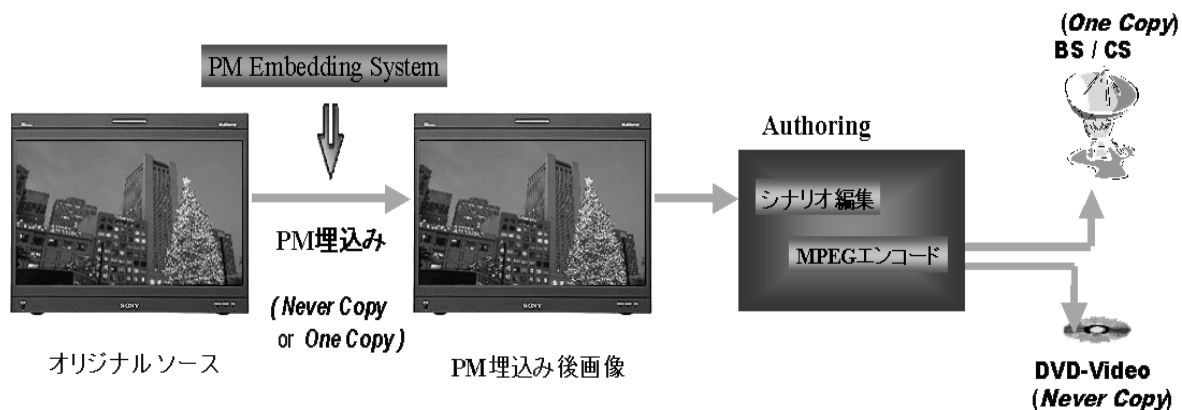 PM Embedding System
(One Copy)
BS / CS
Authoring
シナリオ編集
MPEGエンコード
PM埋込み
(Never Copy
or One Copy)
SONY
SONY
オリジナルソース
PM埋込み後画像
DVD-Video
(Never Copy)